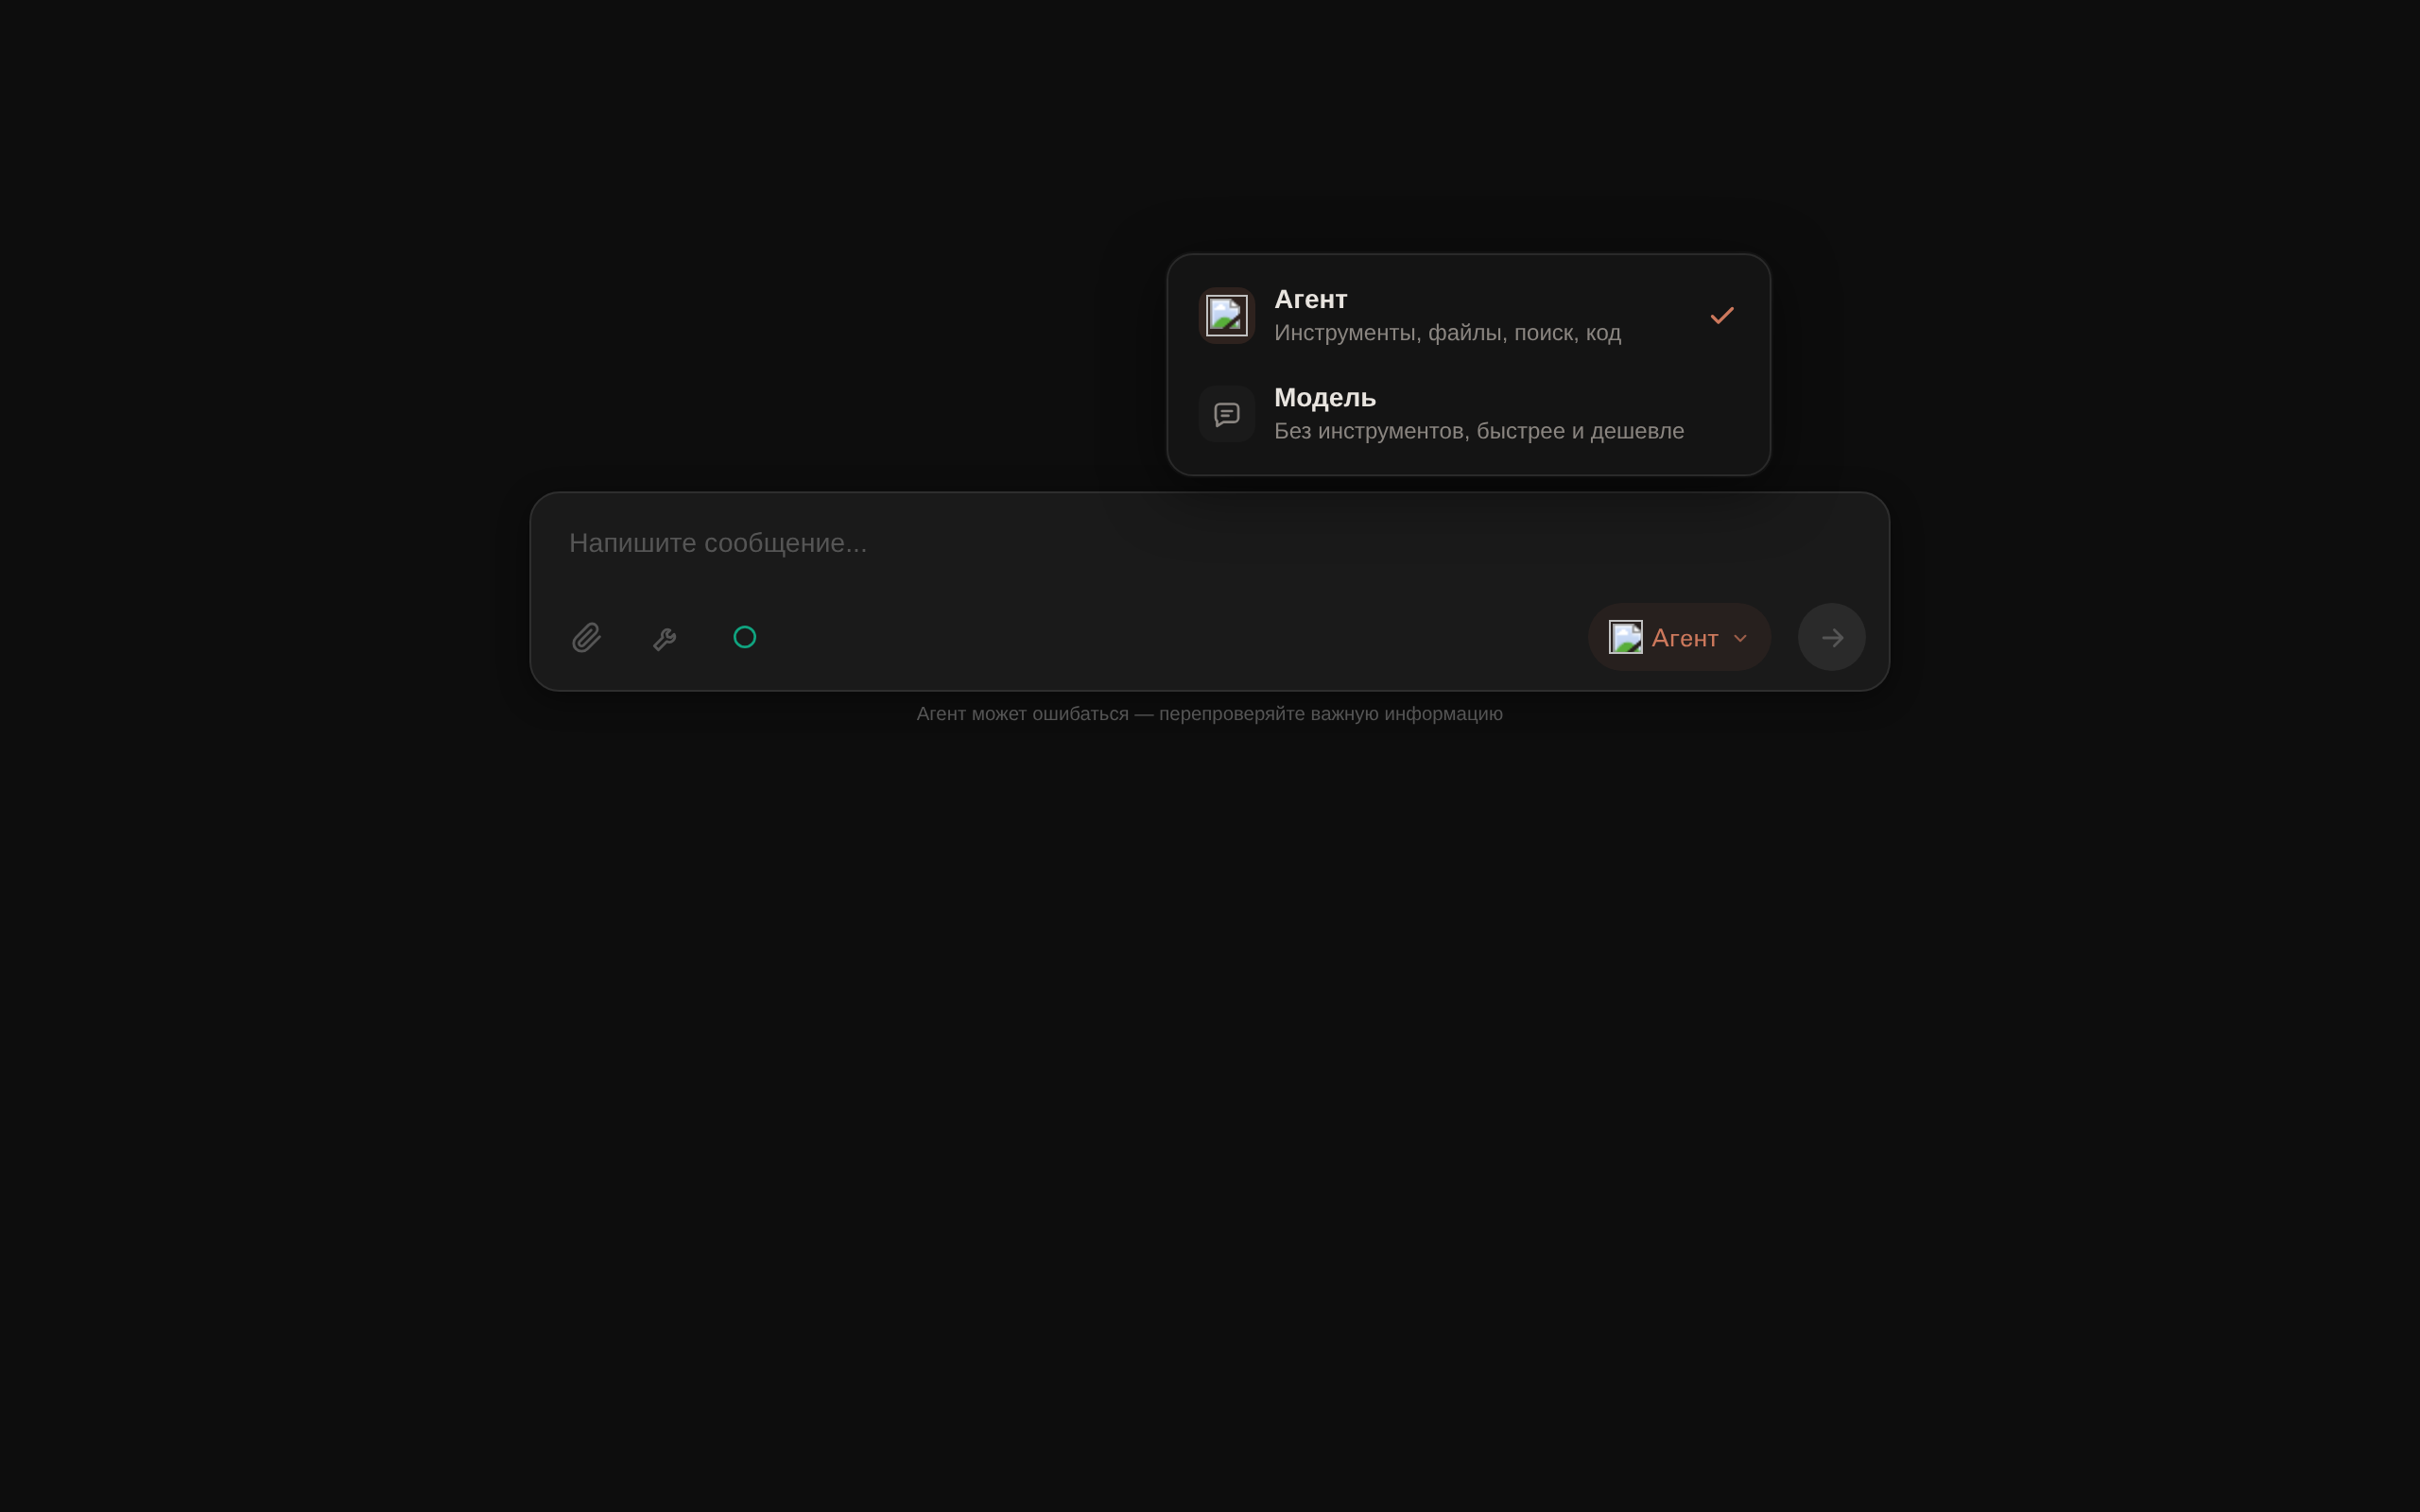 Агент
Инструменты, файлы, поиск, код
Модель
Без инструментов, быстрее и дешевле
Напишите сообщение...
Агент
Агент может ошибаться — перепроверяйте важную информацию